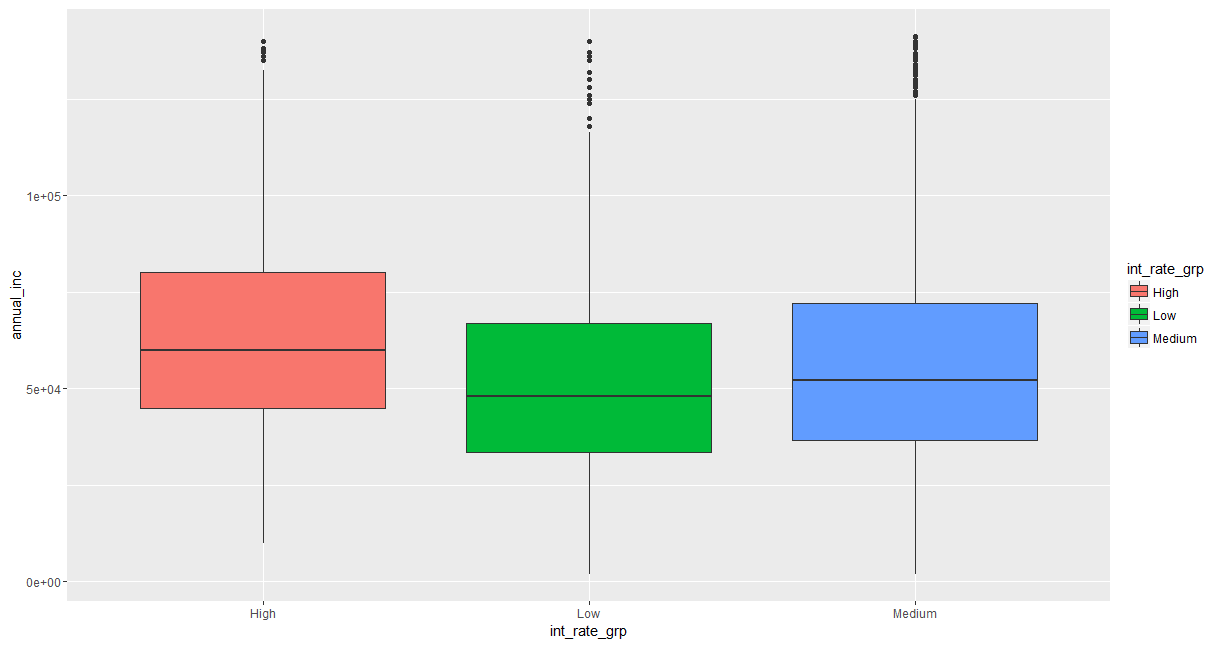 annual_inc
1e+05
5e+04
0e+00
High
Low
Medium
int_rate_grp
int_rate_grp
High
Low
Medium